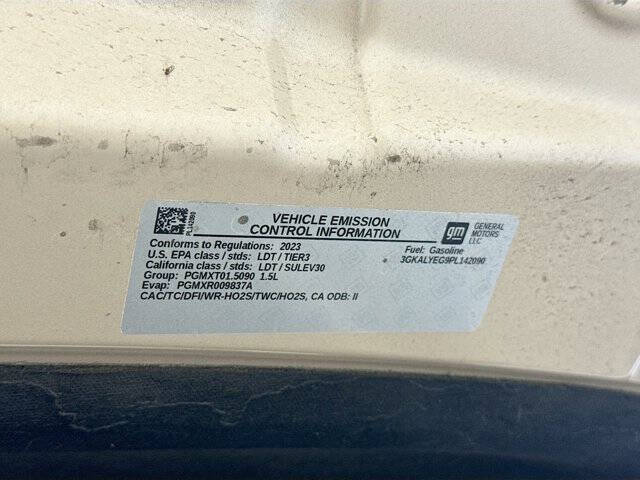 VEHICLE EMISSION
CONTROL INFORMATION
gm GENERAL
MOTORS
LLC
PL142090
Conforms to Regulations: 2023
Fuel: Gasoline
U.S. EPA class / stds: LDT / TIER3
3GKALYEG9PL142090
California class / stds: LDT / SULEV30
Group: PGMXT01.5090 1.5L
Evap: PGMXR009837A
CAC/TC/DFI/WR-HO2S/TWC/HO2S, CA ODB: II